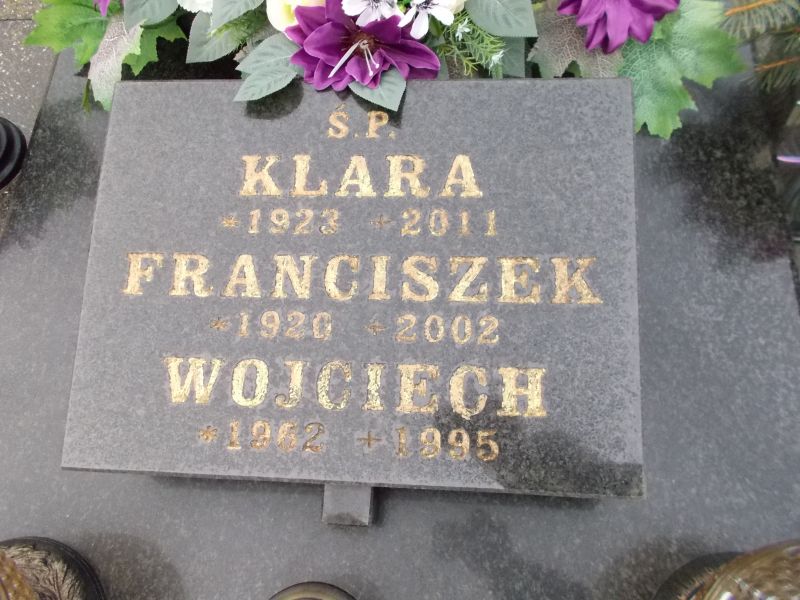 Ś.P.
KLARA
*1923 +2011
FRANCISZEK
*1920 +2002
WOJCIECH
*1962 +1995